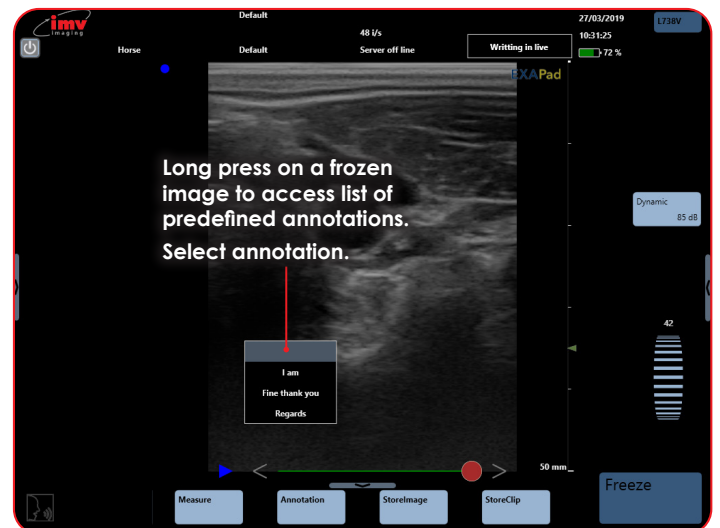 imv
imaging
Default
48 i/s
27/03/2019
L738V
10:31:25
Horse
Default
Server off line
Writting in live
72 %
EXAPad
Long press on a frozen
image to access list of
predefined annotations.
Select annotation.
Dynamic
85 dB
42
I am
Fine thank you
Regards
50 mm
Measure
Annotation
StoreImage
StoreClip
Freeze